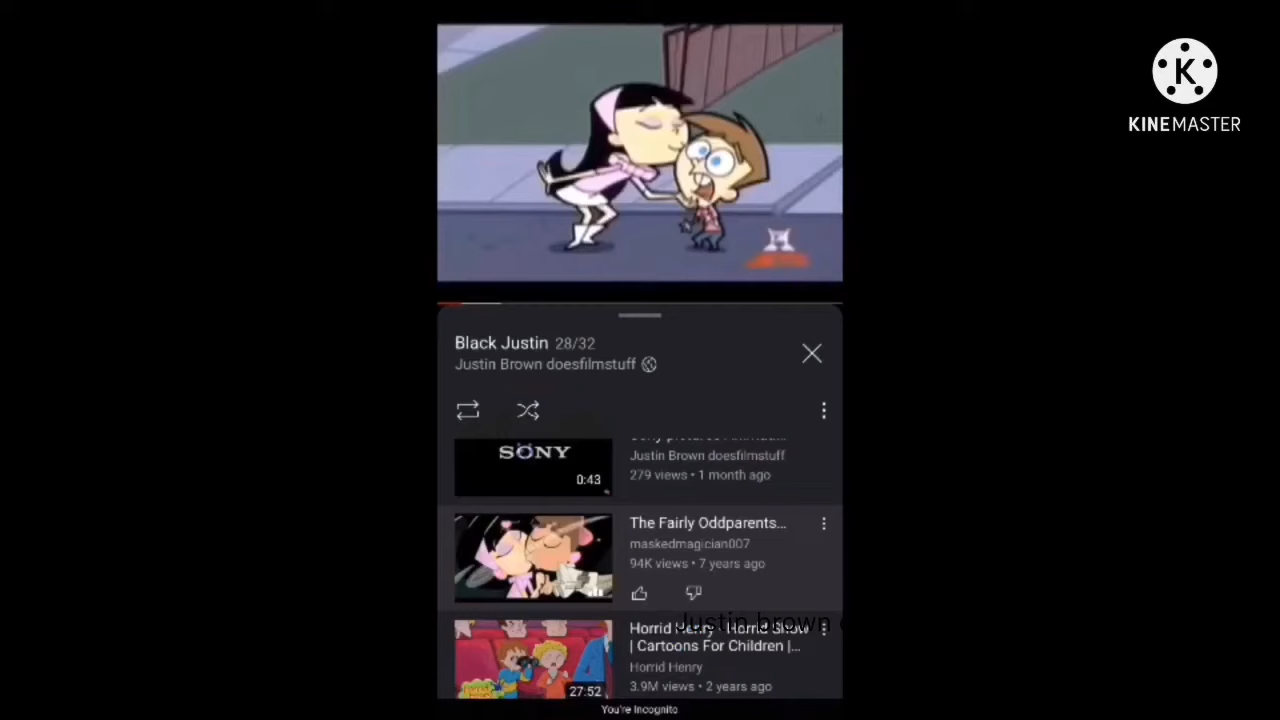 KINEMASTER
Black Justin 28/32
Justin Brown doesfilmstuff
SONY
0:43
Justin Brown doesfilmstuff
279 views • 1 month ago
The Fairly Oddparents...
maskedmagician007
94K views • 7 years ago
Justin brown
Horrid Henry - Horrid Show
| Cartoons For Children |...
Horrid Henry
3.9M views • 2 years ago
27:52
You're Incognito